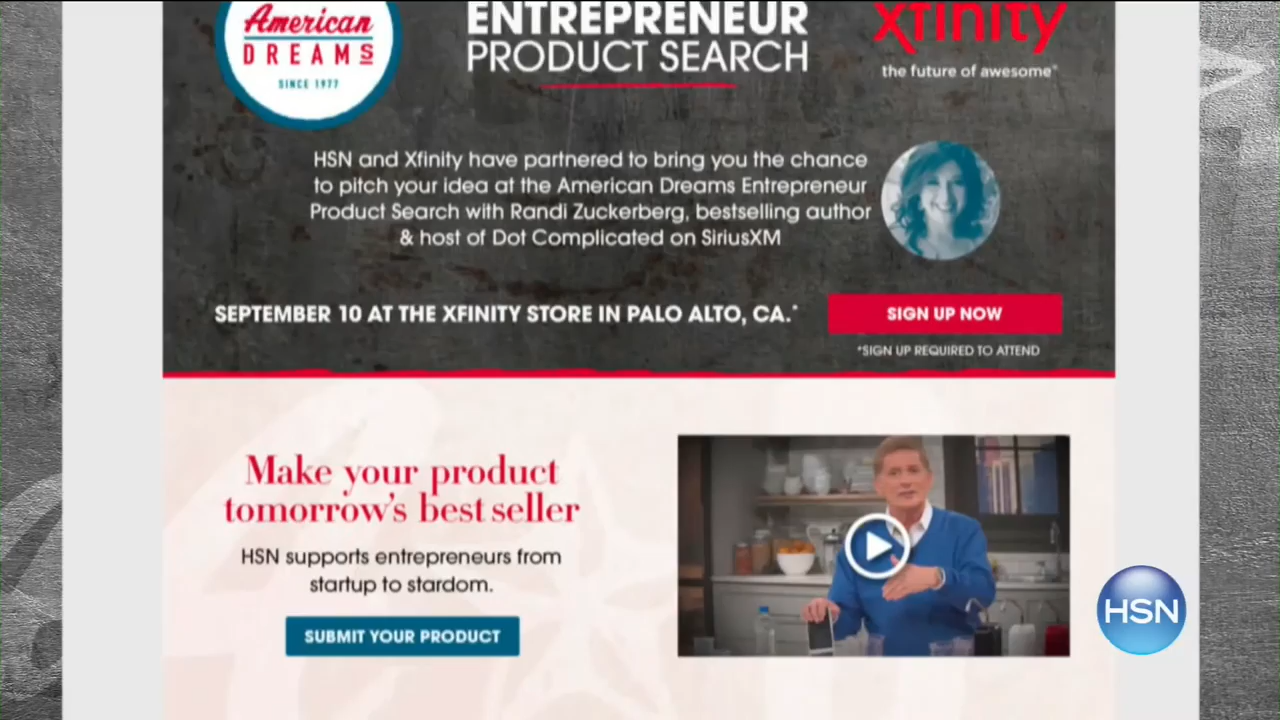 American
DREAMS
SINCE 1977
ENTREPRENEUR
PRODUCT SEARCH
xfinity
the future of awesome®
HSN and Xfinity have partnered to bring you the chance
to pitch your idea at the American Dreams Entrepreneur
Product Search with Randi Zuckerberg, bestselling author
& host of Dot Complicated on SiriusXM
SEPTEMBER 10 AT THE XFINITY STORE IN PALO ALTO, CA.*
SIGN UP NOW
*SIGN UP REQUIRED TO ATTEND
Make your product
tomorrow's best seller
HSN supports entrepreneurs from
startup to stardom.
SUBMIT YOUR PRODUCT
HSN